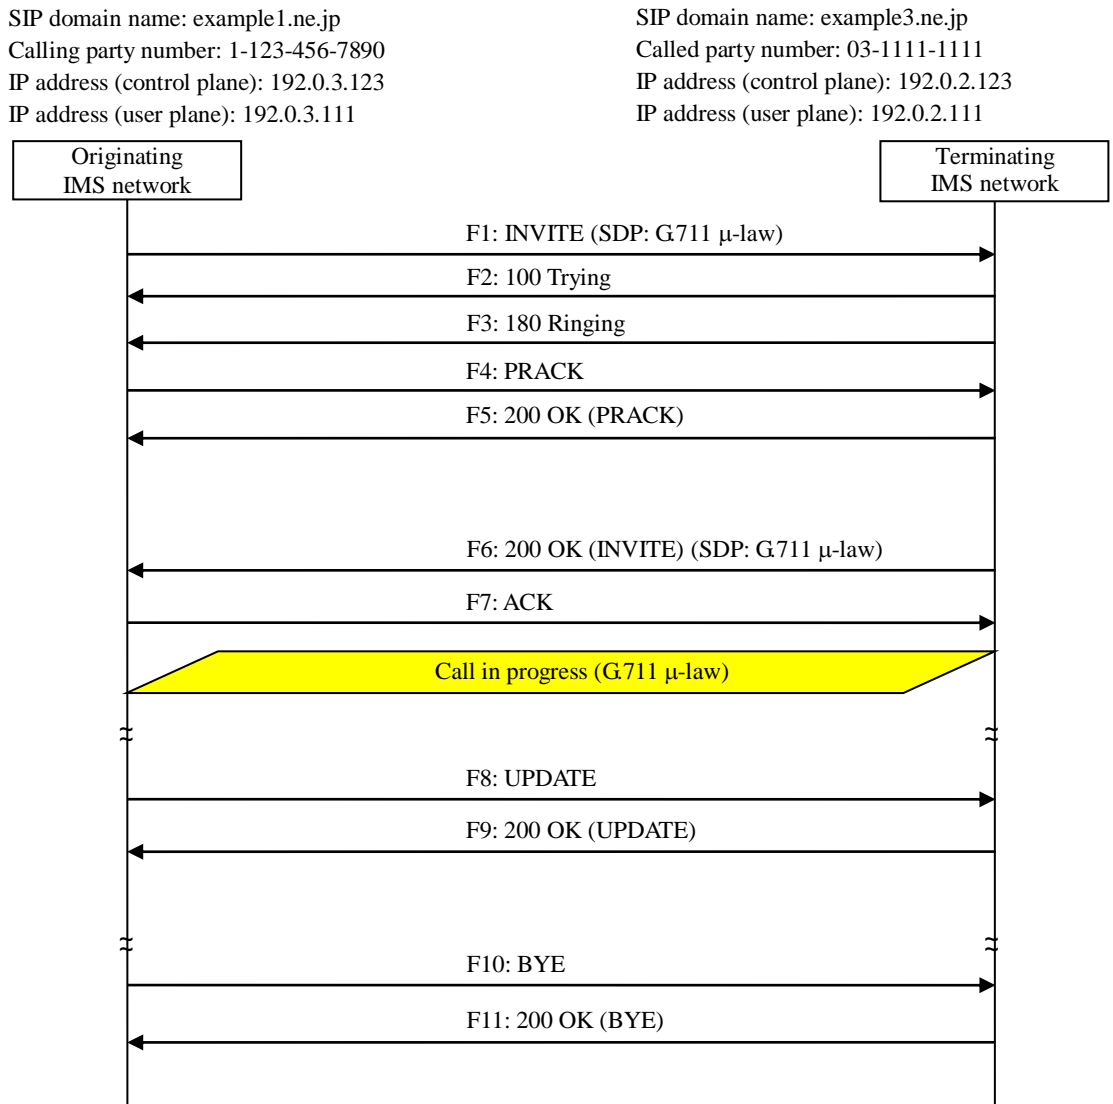 SIP domain name: example1.ne.jp
Calling party number: 1-123-456-7890
IP address (control plane): 192.0.3.123
IP address (user plane): 192.0.3.111
SIP domain name: example3.ne.jp
Called party number: 03-1111-1111
IP address (control plane): 192.0.2.123
IP address (user plane): 192.0.2.111
Originating
IMS network
Terminating
IMS network
F1: INVITE (SDP: G.711 μ-law)
F2: 100 Trying
F3: 180 Ringing
F4: PRACK
F5: 200 OK (PRACK)
F6: 200 OK (INVITE) (SDP: G.711 μ-law)
F7: ACK
Call in progress (G.711 μ-law)
F8: UPDATE
F9: 200 OK (UPDATE)
F10: BYE
F11: 200 OK (BYE)